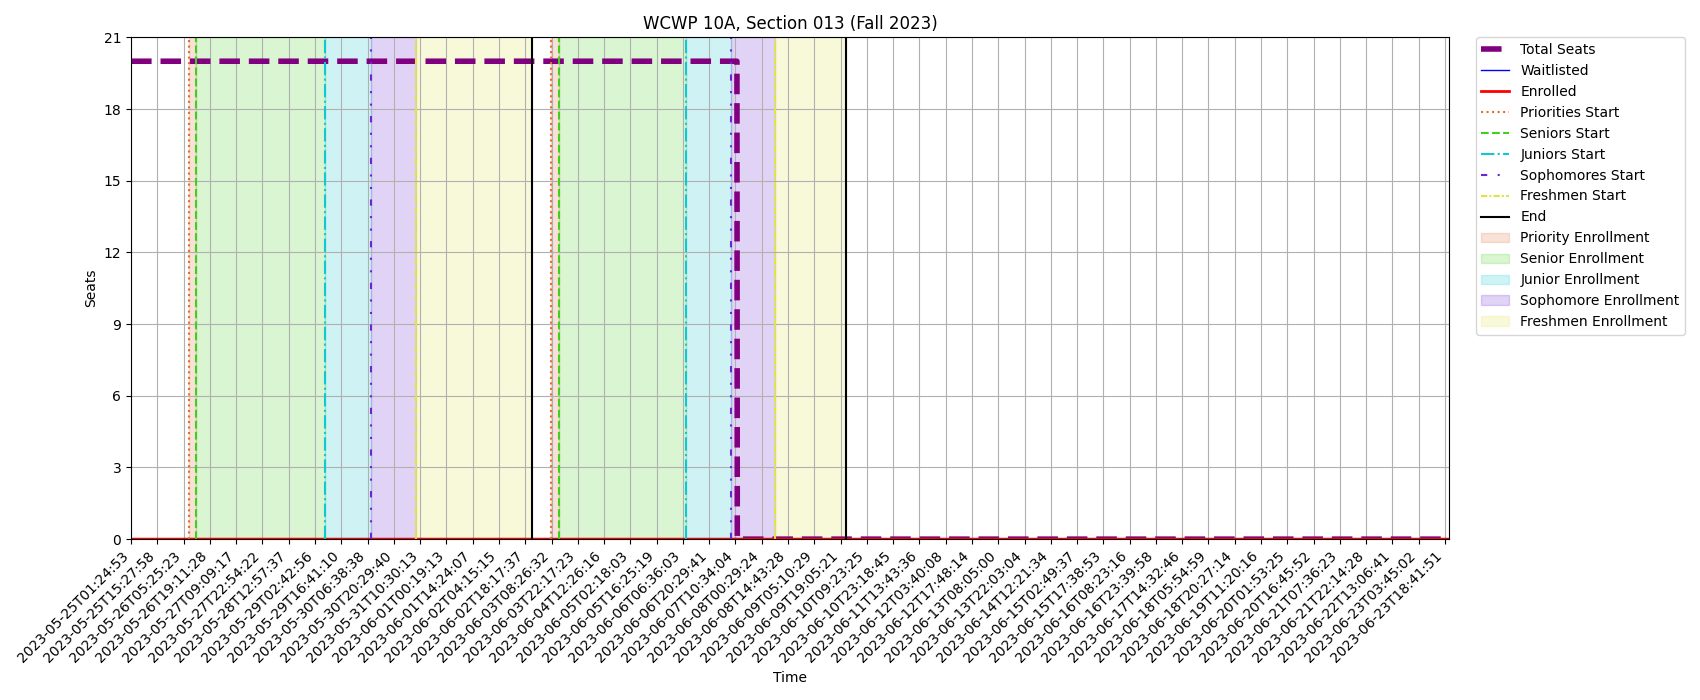 WCWP 10A, Section 013 (Fall 2023)
Seats
21
18
15
12
9
6
3
0
2023-05-25T01:24:53
2023-05-25T15:27:58
2023-05-26T05:25:23
2023-05-26T19:11:28
2023-05-27T09:09:17
2023-05-27T22:54:22
2023-05-28T12:57:37
2023-05-29T02:42:56
2023-05-29T16:41:10
2023-05-30T06:38:38
2023-05-30T20:29:40
2023-05-31T10:30:13
2023-06-01T00:19:13
2023-06-01T14:24:07
2023-06-02T04:15:15
2023-06-02T18:17:37
2023-06-03T08:26:32
2023-06-03T22:17:23
2023-06-04T12:26:16
2023-06-05T02:18:03
2023-06-05T16:25:19
2023-06-06T06:36:03
2023-06-06T20:29:41
2023-06-07T10:34:04
2023-06-08T00:29:24
2023-06-08T14:43:28
2023-06-09T05:10:29
2023-06-09T19:05:21
2023-06-10T09:23:25
2023-06-10T23:18:45
2023-06-11T13:43:36
2023-06-12T03:40:08
2023-06-12T17:48:14
2023-06-13T08:05:00
2023-06-13T22:03:04
2023-06-14T12:21:34
2023-06-15T02:49:37
2023-06-15T17:38:53
2023-06-16T08:23:16
2023-06-16T23:39:58
2023-06-17T14:32:46
2023-06-18T05:54:59
2023-06-18T20:27:14
2023-06-19T11:20:16
2023-06-20T01:53:25
2023-06-20T16:45:52
2023-06-21T07:36:23
2023-06-21T22:14:28
2023-06-22T13:06:41
2023-06-23T03:45:02
2023-06-23T18:41:51
Time
Total Seats
Waitlisted
Enrolled
Priorities Start
Seniors Start
Juniors Start
Sophomores Start
Freshmen Start
End
Priority Enrollment
Senior Enrollment
Junior Enrollment
Sophomore Enrollment
Freshmen Enrollment